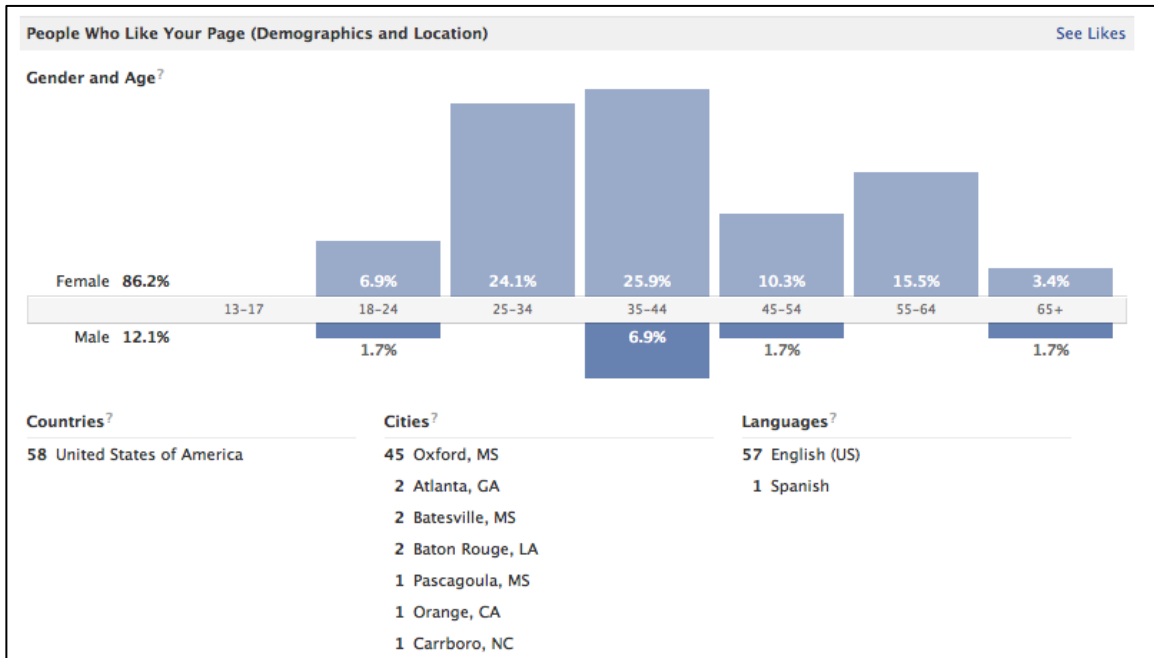 People Who Like Your Page (Demographics and Location) See Likes
Gender and Age?
Female 86.2% 6.9% 24.1% 25.9% 10.3% 15.5% 3.4%
13-17 18-24 25-34 35-44 45-54 55-64 65+
Male 12.1% 1.7% 6.9% 1.7% 1.7%
Countries? Cities? Languages?
58 United States of America 45 Oxford, MS 57 English (US)
2 Atlanta, GA 1 Spanish
2 Batesville, MS
2 Baton Rouge, LA
1 Pascagoula, MS
1 Orange, CA
1 Carrboro, NC